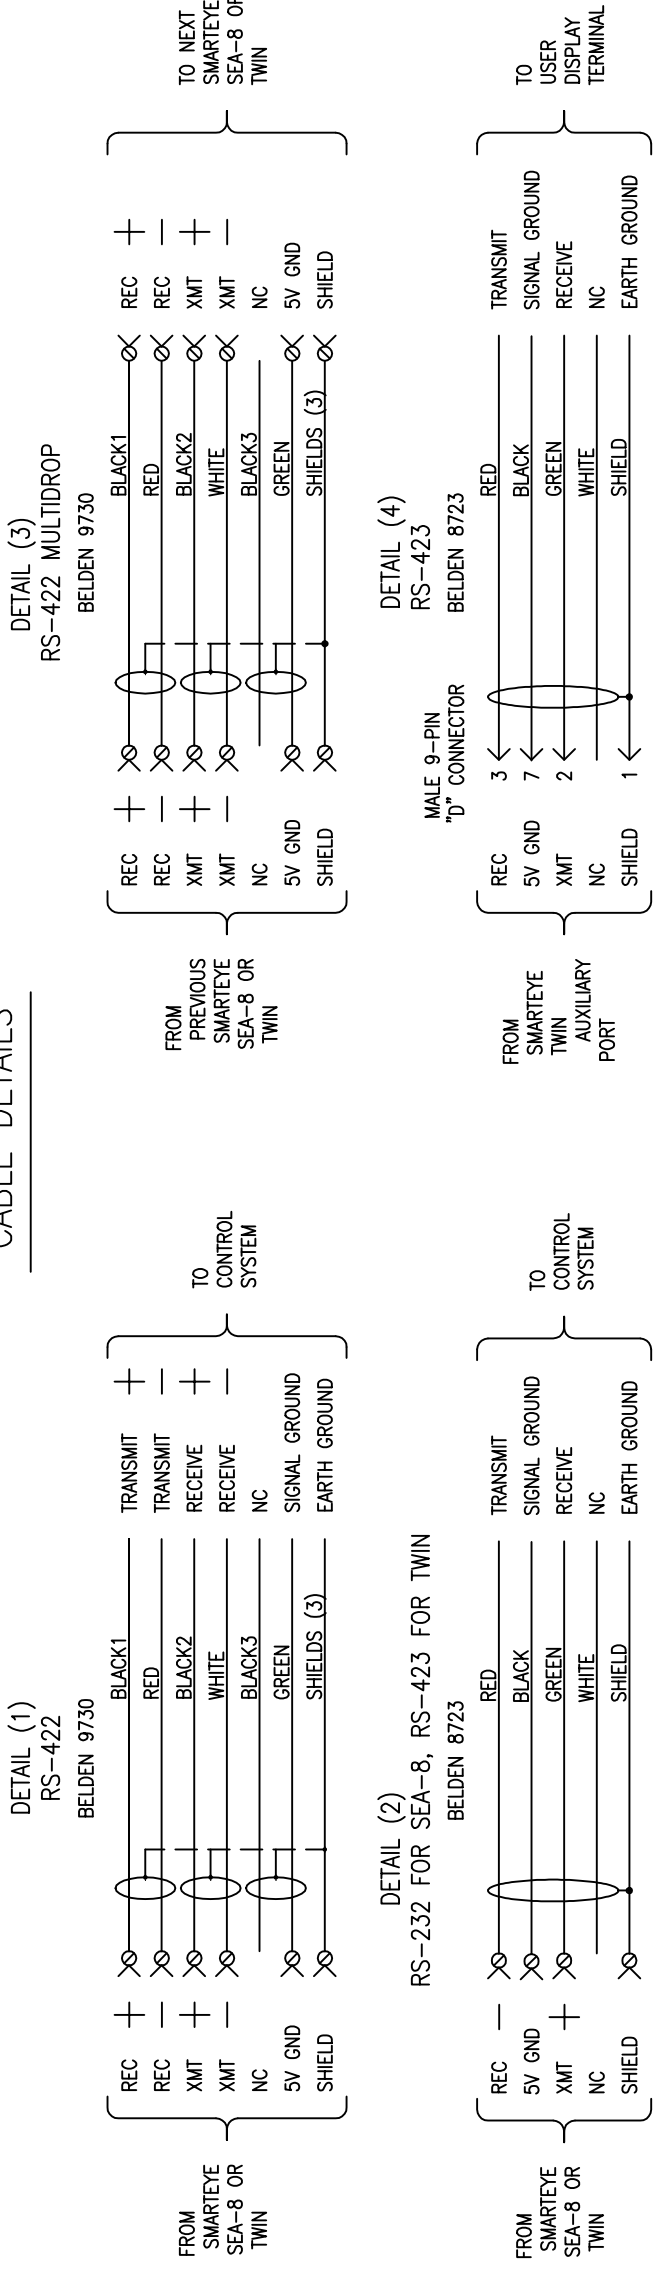 CABLE DETAILS
DETAIL (1)
RS-422
BELDEN 9730
FROM
SMARTEYE
SEA-8 OR
TWIN
REC +
REC -
XMT +
XMT -
NC
5V GND
SHIELD
BLACK1
RED
BLACK2
WHITE
BLACK3
GREEN
SHIELDS (3)
TRANSMIT +
TRANSMIT -
RECEIVE +
RECEIVE -
NC
SIGNAL GROUND
EARTH GROUND
TO
CONTROL
SYSTEM
DETAIL (3)
RS-422 MULTIDROP
BELDEN 9730
FROM
PREVIOUS
SMARTEYE
SEA-8 OR
TWIN
REC +
REC -
XMT +
XMT -
NC
5V GND
SHIELD
BLACK1
RED
BLACK2
WHITE
BLACK3
GREEN
SHIELDS (3)
REC +
REC -
XMT +
XMT -
NC
5V GND
SHIELD
TO NEXT
SMARTEYE
SEA-8 OR
TWIN
DETAIL (2)
RS-232 FOR SEA-8, RS-423 FOR TWIN
BELDEN 8723
FROM
SMARTEYE
SEA-8 OR
TWIN
REC -
5V GND
XMT +
NC
SHIELD
RED
BLACK
GREEN
WHITE
SHIELD
TRANSMIT
SIGNAL GROUND
RECEIVE
NC
EARTH GROUND
TO
CONTROL
SYSTEM
DETAIL (4)
RS-423
BELDEN 8723
MALE 9-PIN
"D" CONNECTOR
FROM
SMARTEYE
TWIN AUXILIARY
PORT
REC 3
5V GND 7
XMT 2
NC
SHIELD 1
RED
BLACK
GREEN
WHITE
SHIELD
TRANSMIT
SIGNAL GROUND
RECEIVE
NC
EARTH GROUND
TO
USER
DISPLAY
TERMINAL